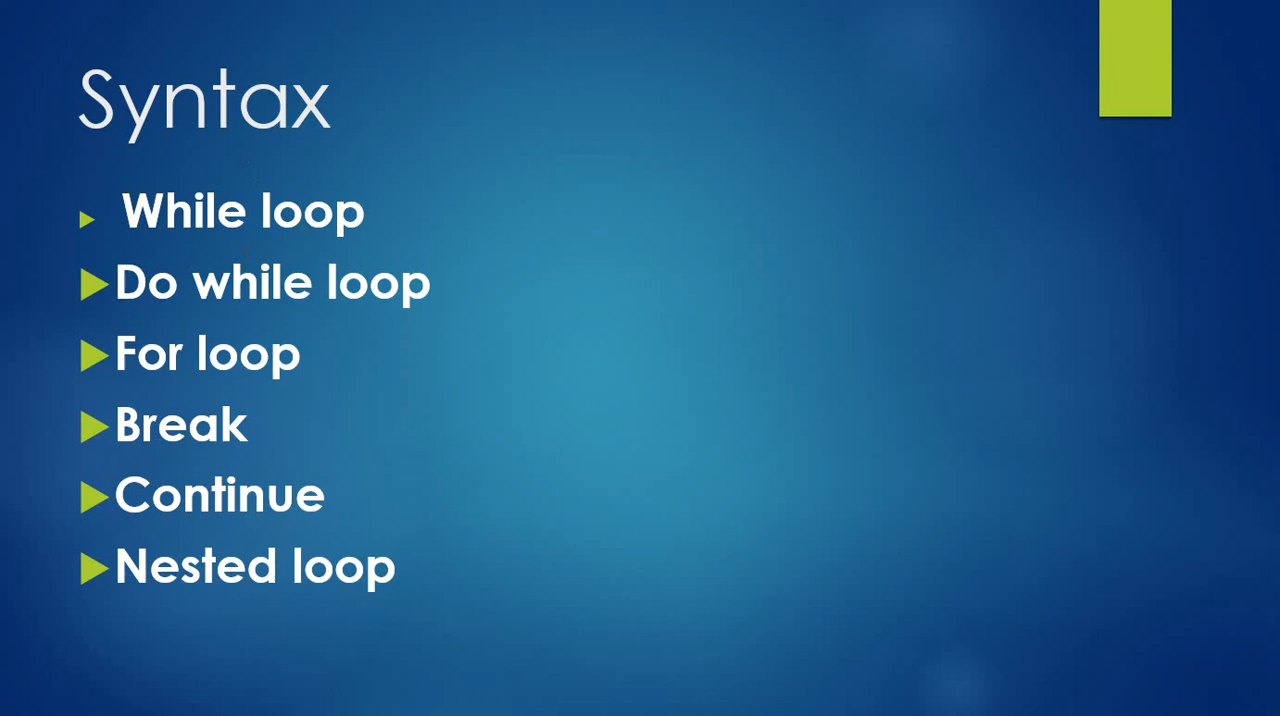 Syntax
While loop
Do while loop
For loop
Break
Continue
Nested loop